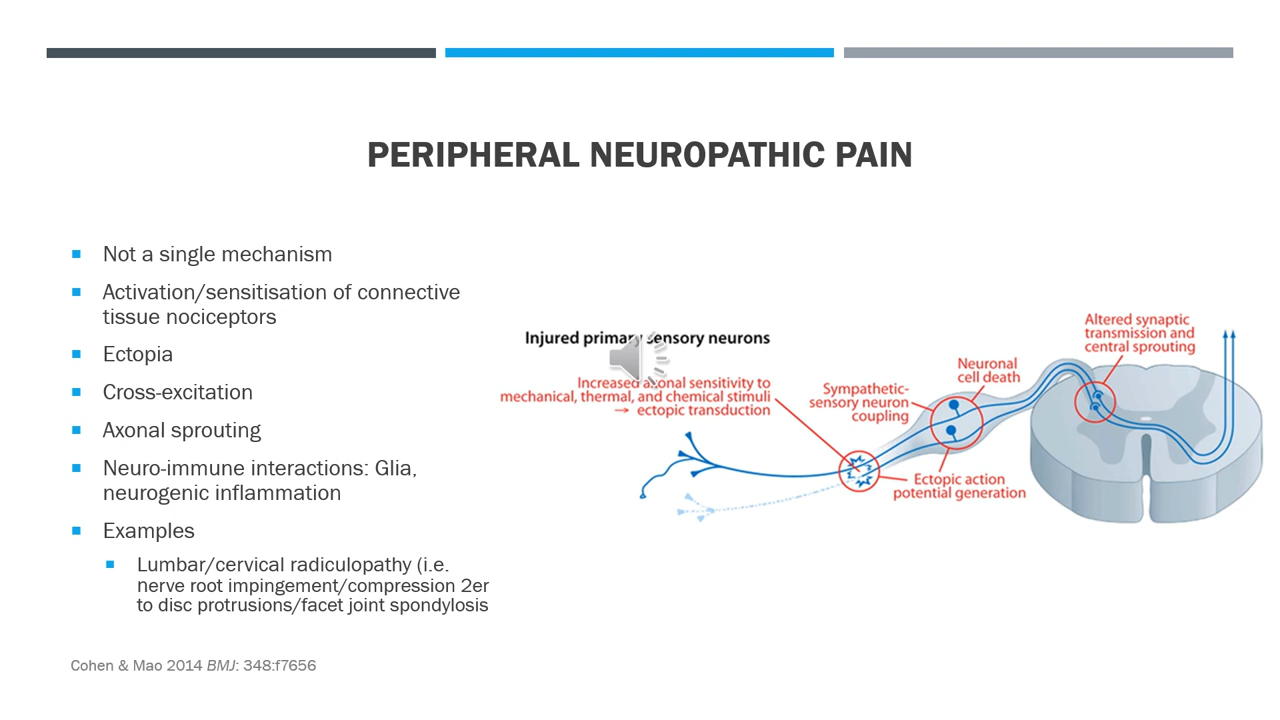 PERIPHERAL NEUROPATHIC PAIN
Not a single mechanism
Activation/sensitisation of connective
tissue nociceptors
Ectopia
Cross-excitation
Axonal sprouting
Neuro-immune interactions: Glia,
neurogenic inflammation
Examples
Lumbar/cervical radiculopathy (i.e.
nerve root impingement/compression 2er
to disc protrusions/facet joint spondylosis
Injured primary sensory neurons
Increased axonal sensitivity to
mechanical, thermal, and chemical stimuli
→ ectopic transduction
Sympathetic-
sensory neuron
coupling
Neuronal
cell death
Ectopic action
potential generation
Altered synaptic
transmission and
central sprouting
Cohen & Mao 2014 BMJ: 348:f7656